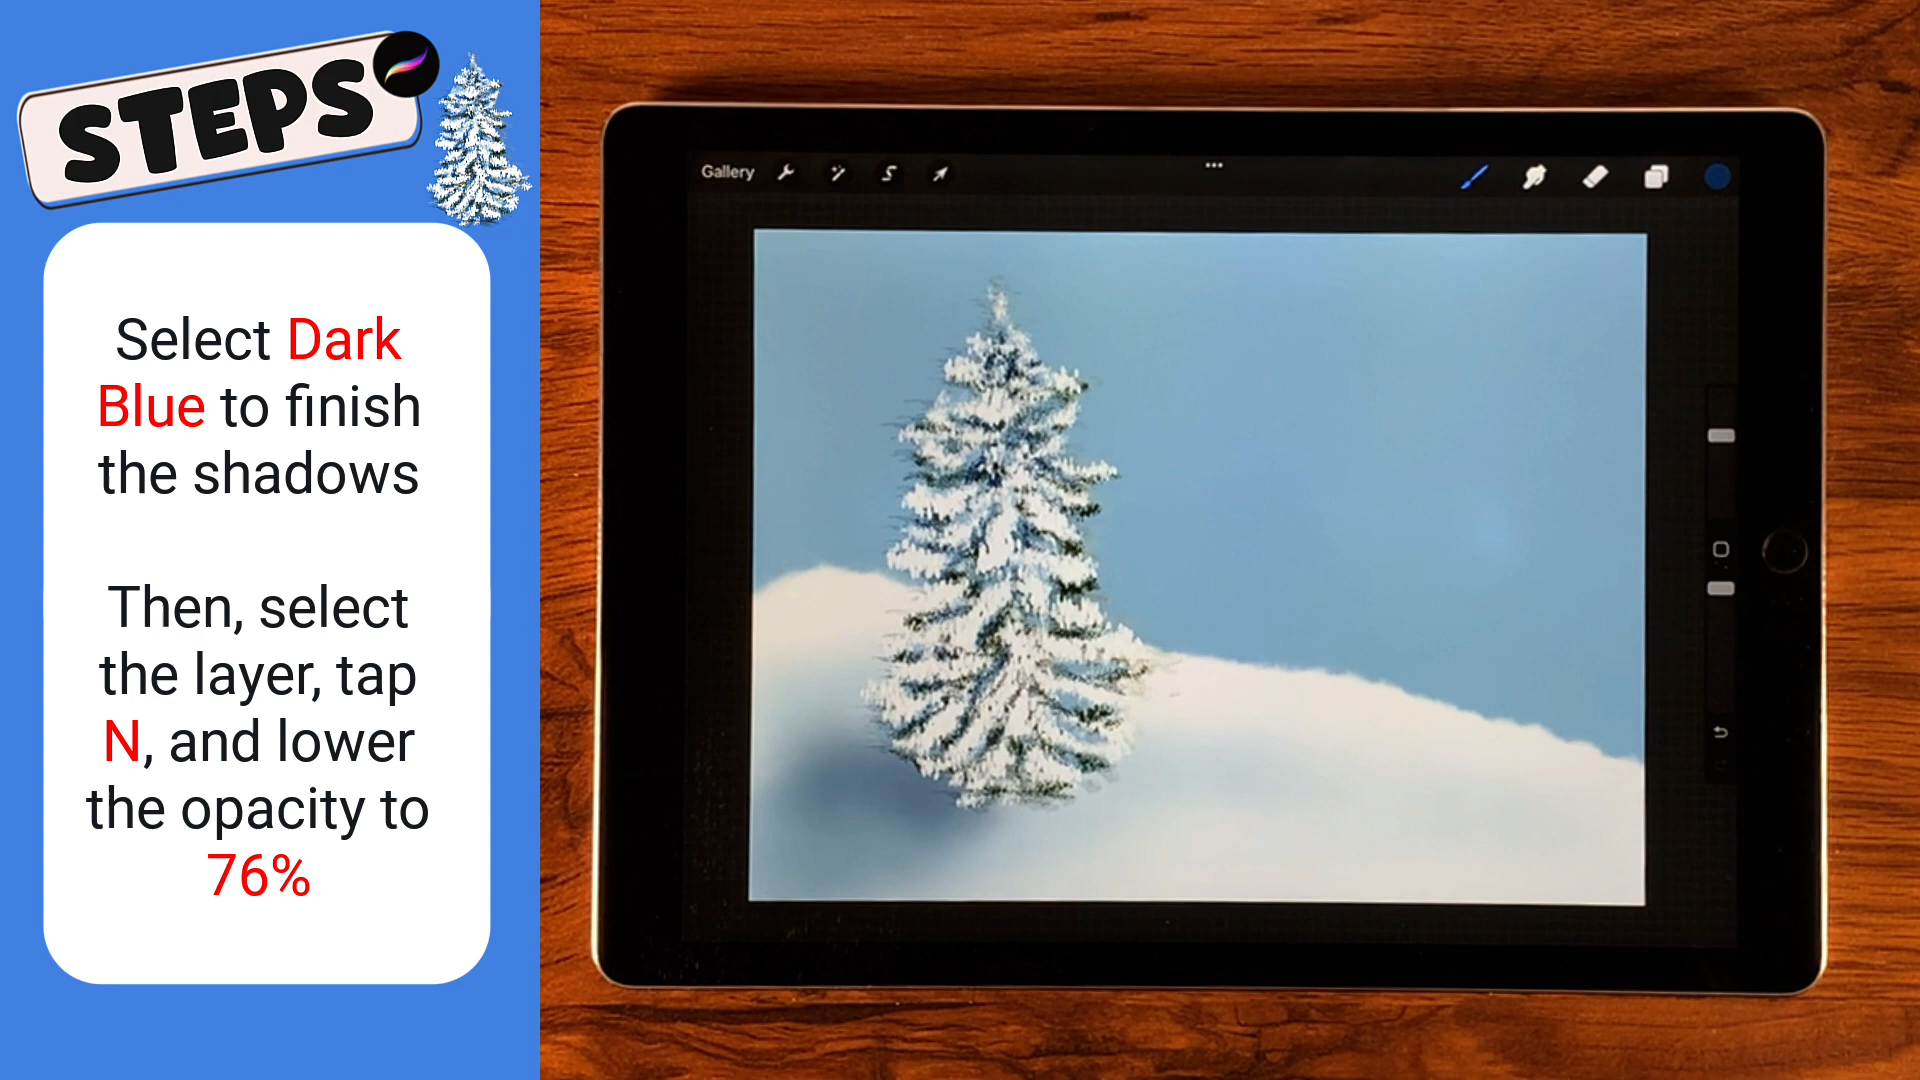 STEPS
Select Dark
Blue to finish
the shadows
Then, select
the layer, tap
N, and lower
the opacity to
76%
Gallery